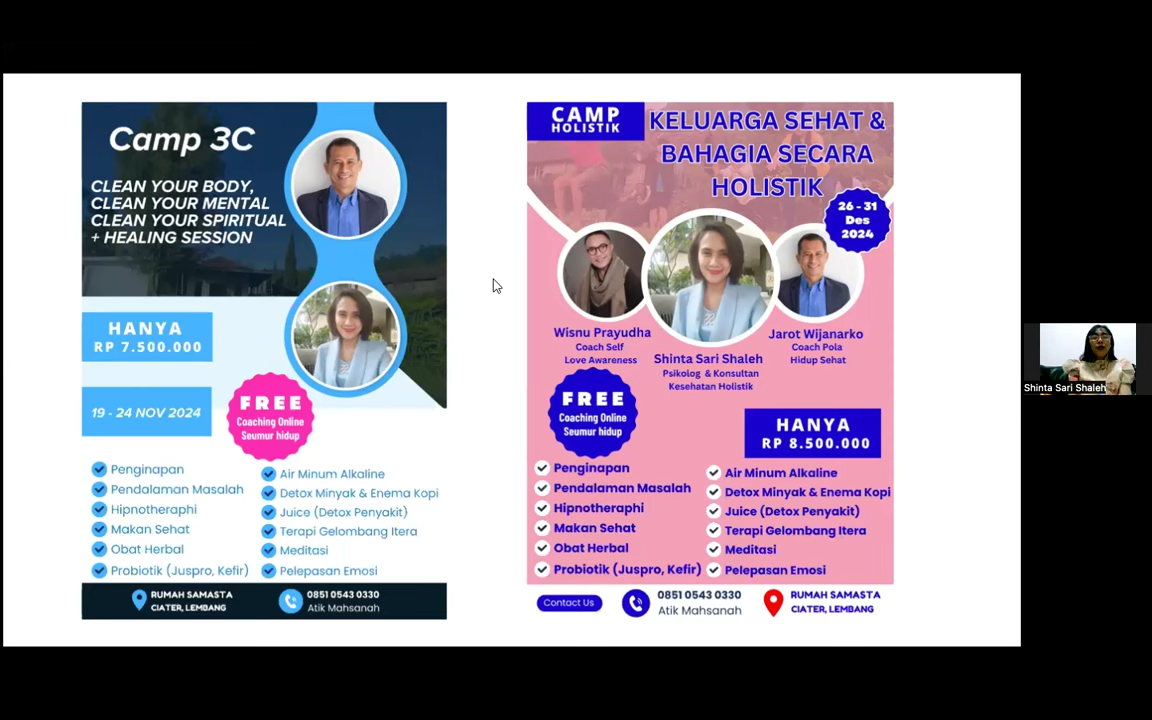 Camp 3C
CLEAN YOUR BODY,
CLEAN YOUR MENTAL
CLEAN YOUR SPIRITUAL
+ HEALING SESSION
HANYA
RP 7.500.000
19 - 24 NOV 2024
FREE
Coaching Online
Seumur hidup
Penginapan
Pendalaman Masalah
Hipnotheraphi
Makan Sehat
Obat Herbal
Probiotik (Juspro, Kefir)
Air Minum Alkaline
Detox Minyak & Enema Kopi
Juice (Detox Penyakit)
Terapi Gelombang Itera
Meditasi
Pelepasan Emosi
RUMAH SAMASTA
CIATER, LEMBANG
0851 0543 0330
Atik Mahsanah
CAMP
HOLISTIK
KELUARGA SEHAT &
BAHAGIA SECARA
HOLISTIK
26 - 31
Des
2024
Wisnu Prayudha
Coach Self
Love Awareness
Shinta Sari Shaleh
Psikolog & Konsultan
Kesehatan Holistik
Jarot Wijanarko
Coach Pola
Hidup Sehat
FREE
Coaching Online
Seumur hidup
HANYA
RP 8.500.000
Penginapan
Pendalaman Masalah
Hipnotheraphi
Makan Sehat
Obat Herbal
Probiotik (Juspro, Kefir)
Air Minum Alkaline
Detox Minyak & Enema Kopi
Juice (Detox Penyakit)
Terapi Gelombang Itera
Meditasi
Pelepasan Emosi
Contact Us
0851 0543 0330
Atik Mahsanah
RUMAH SAMASTA
CIATER, LEMBANG
Shinta Sari Shaleh